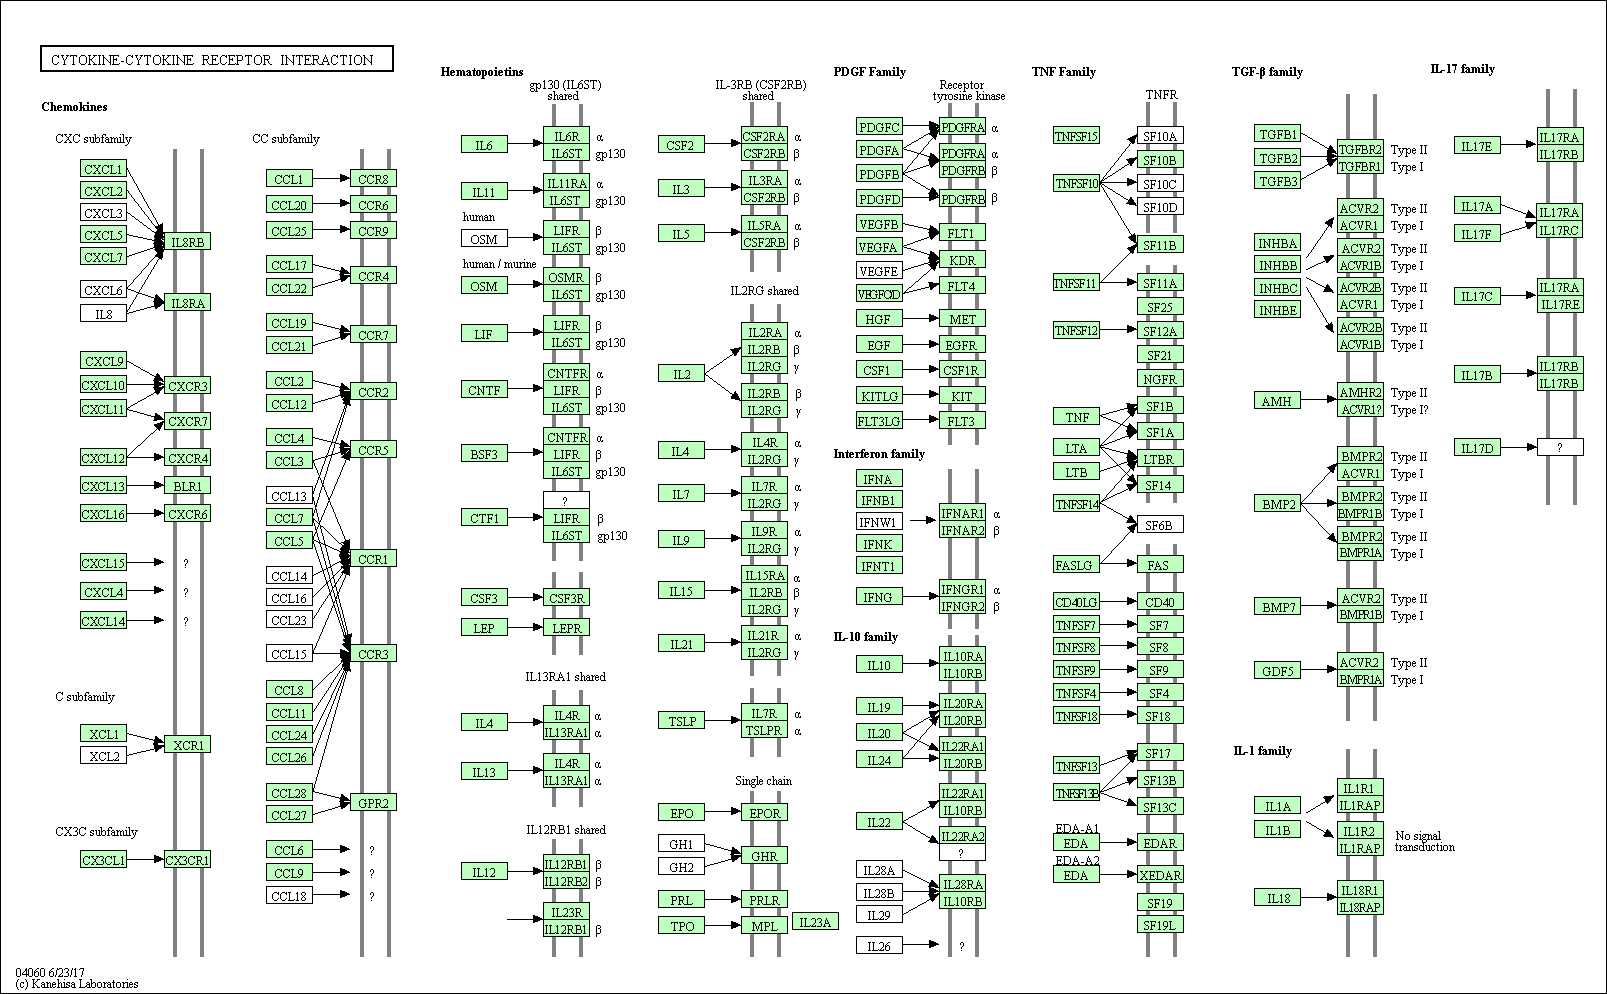 CYTOKINE-CYTOKINE RECEPTOR INTERACTION
Chemokines
CXC subfamily
CXCL1
CXCL2
CXCL3
CXCL5
CXCL7
IL8RB
CXCL6
IL8
IL8RA
CXCL9
CXCL10
CXCL11
CXCR3
CXCR7
CXCL12
CXCR4
CXCL13
BLR1
CXCL16
CXCR6
CXCL15
?
CXCL4
?
CXCL14
?
C subfamily
XCL1
XCL2
XCR1
CX3C subfamily
CX3CL1
CX3CR1
CC subfamily
CCL1
CCR8
CCL20
CCR6
CCL25
CCR9
CCL17
CCL22
CCR4
CCL19
CCL21
CCR7
CCL2
CCL12
CCR2
CCL4
CCL3
CCR5
CCL13
CCL7
CCL5
CCR1
CCL14
CCL16
CCL23
CCL15
CCR3
CCL8
CCL11
CCL24
CCL26
CCL28
CCL27
GPR2
CCL6
?
CCL9
?
CCL18
?
Hematopoietins
gp130 (IL6ST)
shared
IL6
IL6R α
IL6ST gp130
IL11
IL11RA α
IL6ST gp130
human
OSM
LIFR β
IL6ST gp130
human / murine
OSM
OSMR β
IL6ST gp130
LIF
LIFR β
IL6ST gp130
CNTF
CNTFR α
LIFR β
IL6ST gp130
BSF3
CNTFR α
LIFR β
IL6ST gp130
CTF1
?
LIFR β
IL6ST gp130
CSF3
CSF3R
LEP
LEPR
IL13RA1 shared
IL4
IL4R α
IL13RA1 α
IL13
IL4R α
IL13RA1 α
IL12RB1 shared
IL12
IL12RB1 β
IL12RB2 β
IL23R
IL12RB1 β
IL-3RB (CSF2RB)
shared
CSF2
CSF2RA α
CSF2RB β
IL3
IL3RA α
CSF2RB β
IL5
IL5RA α
CSF2RB β
IL2RG shared
IL2
IL2RA α
IL2RB β
IL2RG γ
IL2RB β
IL2RG γ
IL4
IL4R α
IL2RG γ
IL7
IL7R α
IL2RG γ
IL9
IL9R α
IL2RG γ
IL15
IL15RA α
IL2RB β
IL2RG γ
IL21
IL21R α
IL2RG γ
TSLP
IL7R α
TSLPR α
Single chain
EPO
EPOR
GH1
GH2
GHR
PRL
PRLR
TPO
MPL
IL23A
PDGF Family
Receptor
tyrosine kinase
PDGFC
PDGFA
PDGFB
PDGFD
PDGFRA α
PDGFRA α
PDGFRB β
PDGFRB β
VEGFB
VEGFA
VEGFE
VEGFC/D
FLT1
KDR
FLT4
HGF
MET
EGF
EGFR
CSF1
CSF1R
KITLG
KIT
FLT3LG
FLT3
Interferon family
IFNA
IFNB1
IFNW1
IFNK
IFNT1
IFNAR1 α
IFNAR2 β
IFNG
IFNGR1 α
IFNGR2 β
IL-10 family
IL10
IL10RA
IL10RB
IL19
IL20
IL24
IL20RA
IL20RB
IL22RA1
IL20RB
IL22
IL22RA1
IL10RB
IL22RA2
?
IL28A
IL28B
IL29
IL28RA
IL10RB
IL26
?
TNF Family
TNFR
TNFSF15
TNFSF10
SF10A
SF10B
SF10C
SF10D
SF11B
TNFSF11
SF11A
SF25
TNFSF12
SF12A
SF21
NGFR
TNF
LTA
LTB
TNFSF14
SF1B
SF1A
LTBR
SF14
SF6B
FASLG
FAS
CD40LG
CD40
TNFSF7
SF7
TNFSF8
SF8
TNFSF9
SF9
TNFSF4
SF4
TNFSF18
SF18
TNFSF13
TNFSF13B
SF17
SF13B
SF13C
EDA-A1
EDA
EDAR
EDA-A2
EDA
XEDAR
SF19
SF19L
TGF-β family
TGFB1
TGFB2
TGFB3
TGFBR2 Type II
TGFBR1 Type I
INHBA
INHBB
INHBC
INHBE
ACVR2 Type II
ACVR1 Type I
ACVR2 Type II
ACVR1B Type I
ACVR2B Type II
ACVR1 Type I
ACVR2B Type II
ACVR1B Type I
AMH
AMHR2 Type II
ACVR1? Type I?
BMP2
BMPR2 Type II
ACVR1 Type I
BMPR2 Type II
BMPR1B Type I
BMPR2 Type II
BMPR1A Type I
BMP7
ACVR2 Type II
BMPR1B Type I
GDF5
ACVR2 Type II
BMPR1A Type I
IL-1 family
IL1A
IL1B
IL1R1
IL1RAP
IL1R2
IL1RAP
No signal
transduction
IL18
IL18R1
IL18RAP
IL-17 family
IL17E
IL17RA
IL17RB
IL17A
IL17F
IL17RA
IL17RC
IL17C
IL17RA
IL17RE
IL17B
IL17RB
IL17RB
IL17D
?
04060 6/23/17
(c) Kanehisa Laboratories